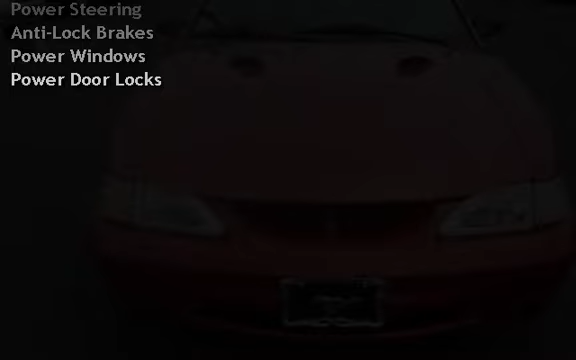 Power Steering
Anti-Lock Brakes
Power Windows
Power Door Locks